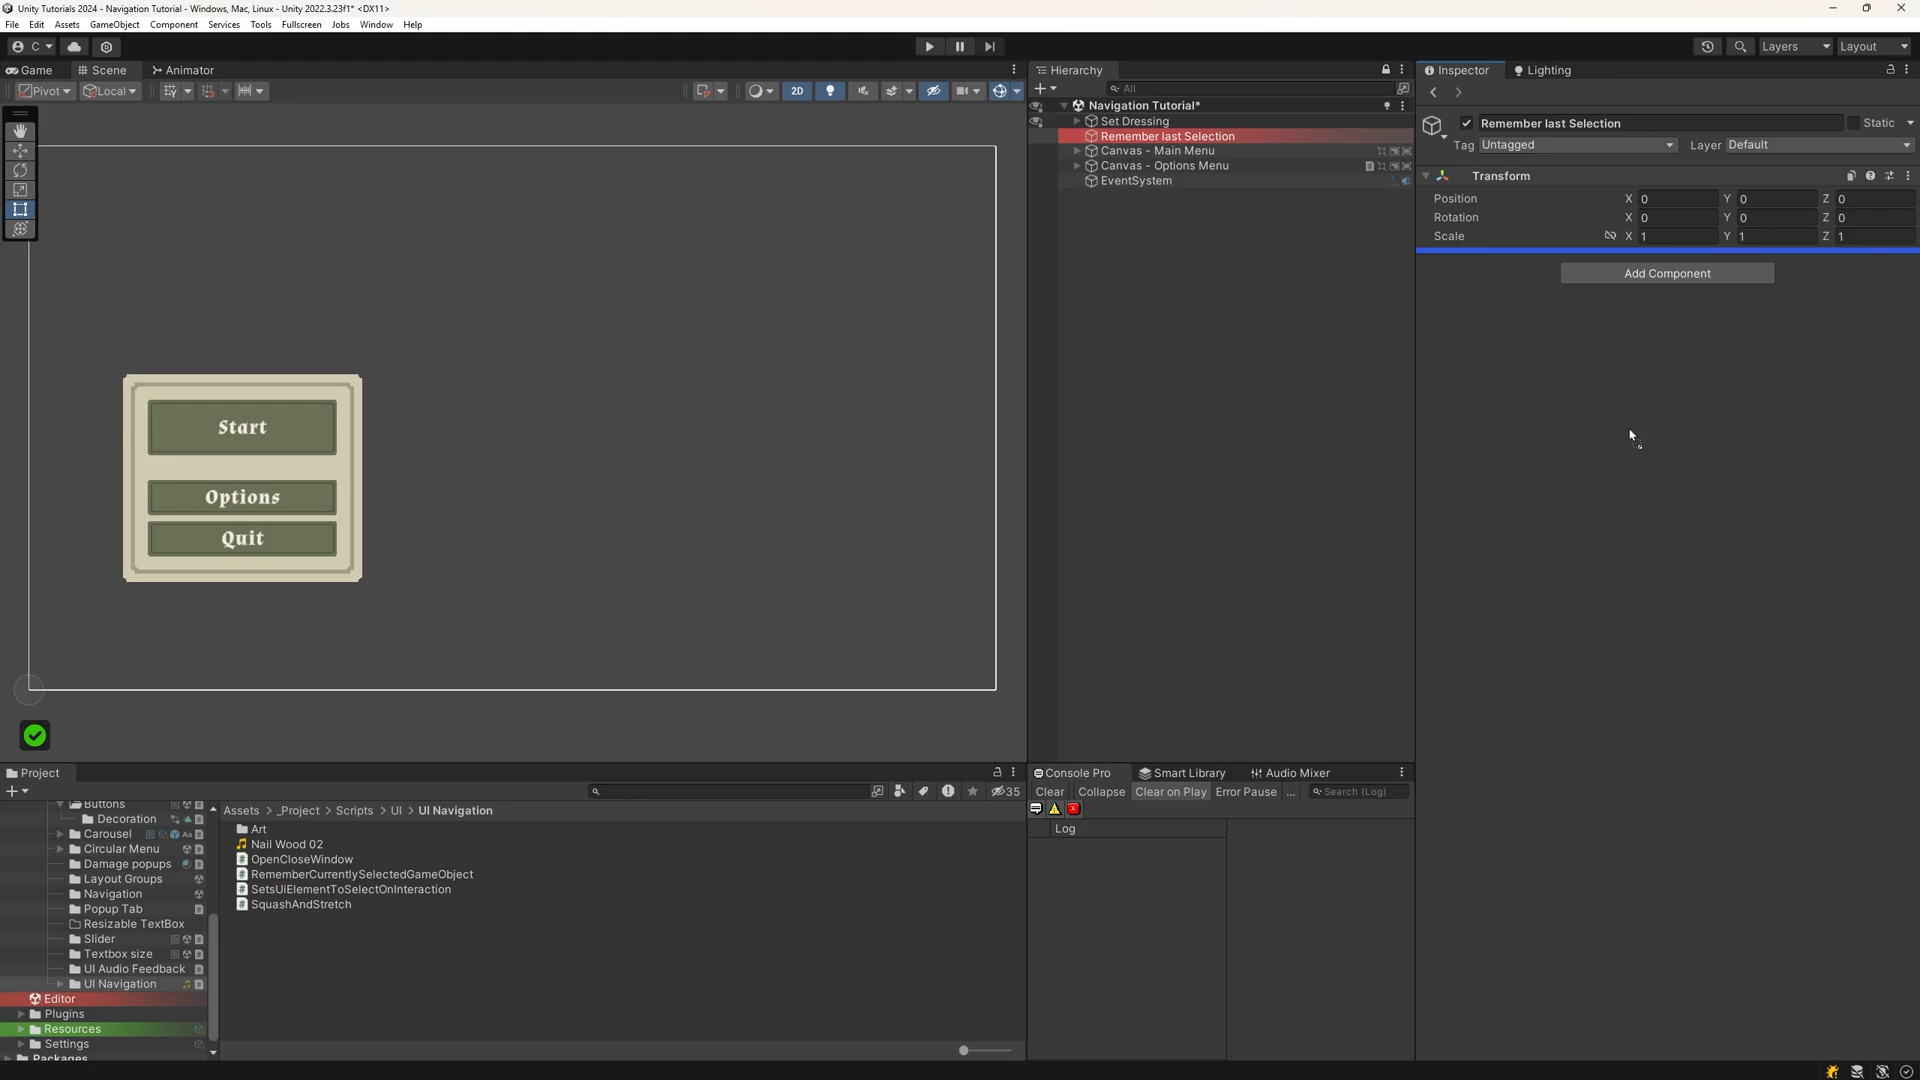 Unity Tutorials 2024 - Navigation Tutorial - Windows, Mac, Linux - Unity 2022.3.23f1* <DX11>
File Edit Assets GameObject Component Services Tools Fullscreen Jobs Window Help
C Layers Layout
Game Scene Animator
Pivot Local 2D
Start
Options
Quit
Hierarchy
All
Navigation Tutorial*
Set Dressing
Remember last Selection
Canvas - Main Menu
Canvas - Options Menu
EventSystem
Inspector Lighting
Remember last Selection Static
Tag Untagged Layer Default
Transform
Position X 0 Y 0 Z 0
Rotation X 0 Y 0 Z 0
Scale X 1 Y 1 Z 1
Add Component
Project
35
Buttons
Decoration
Carousel
Circular Menu
Damage popups
Layout Groups
Navigation
Popup Tab
Resizable TextBox
Slider
Textbox size
UI Audio Feedback
UI Navigation
Editor
Plugins
Resources
Settings
Packages
Assets > _Project > Scripts > UI > UI Navigation
Art
Nail Wood 02
OpenCloseWindow
RememberCurrentlySelectedGameObject
SetsUiElementToSelectOnInteraction
SquashAndStretch
Console Pro Smart Library Audio Mixer
Clear Collapse Clear on Play Error Pause ... Search (Log)
Log